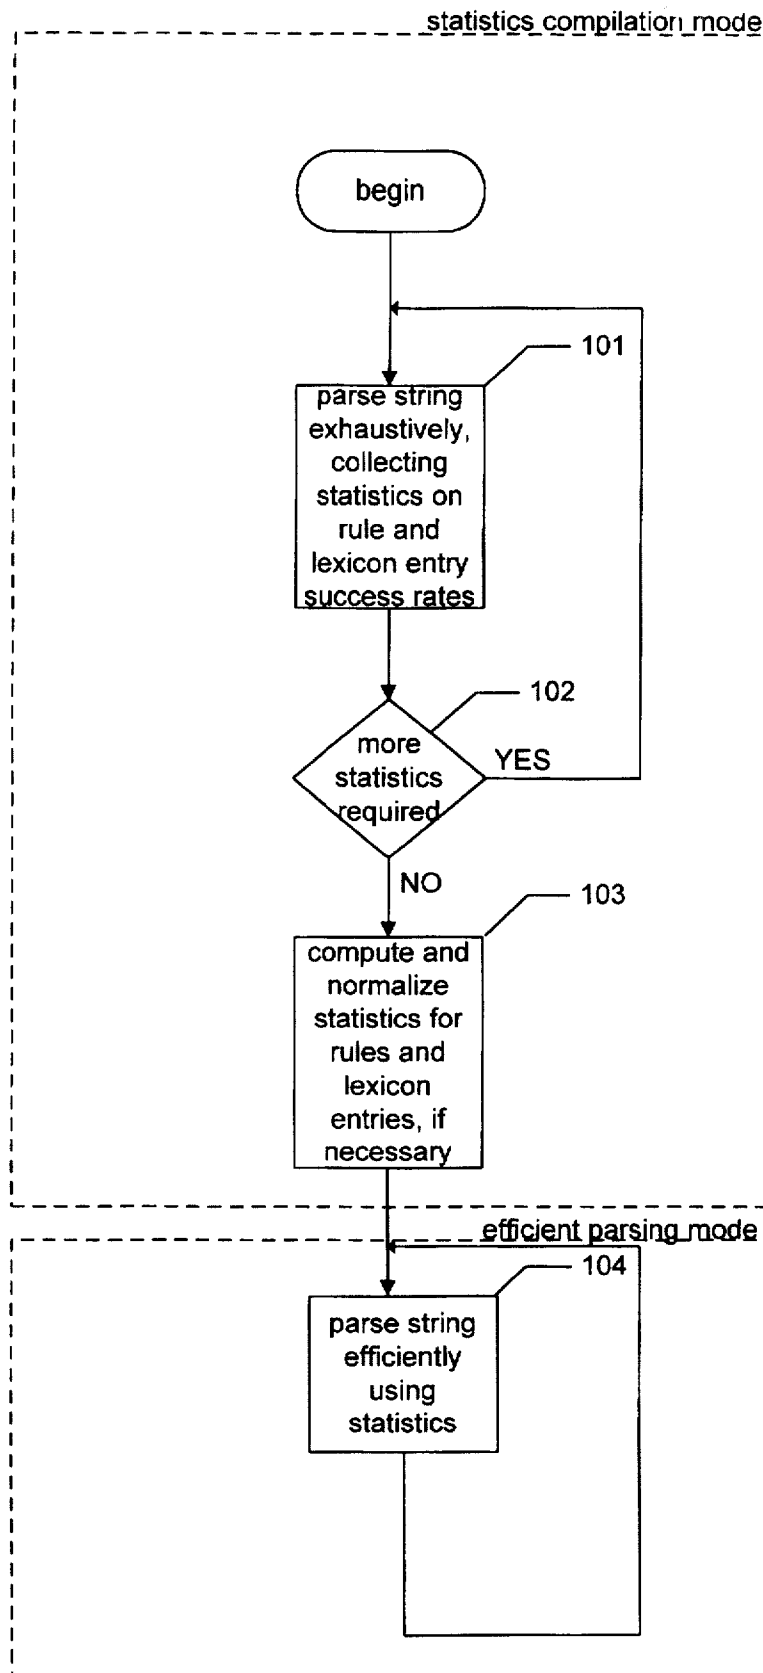 statistics compilation mode
begin
101
parse string
exhaustively,
collecting
statistics on
rule and
lexicon entry
success rates
102
more
statistics
required
YES
NO
103
compute and
normalize
statistics for
rules and
lexicon
entries, if
necessary
efficient parsing mode
104
parse string
efficiently
using
statistics